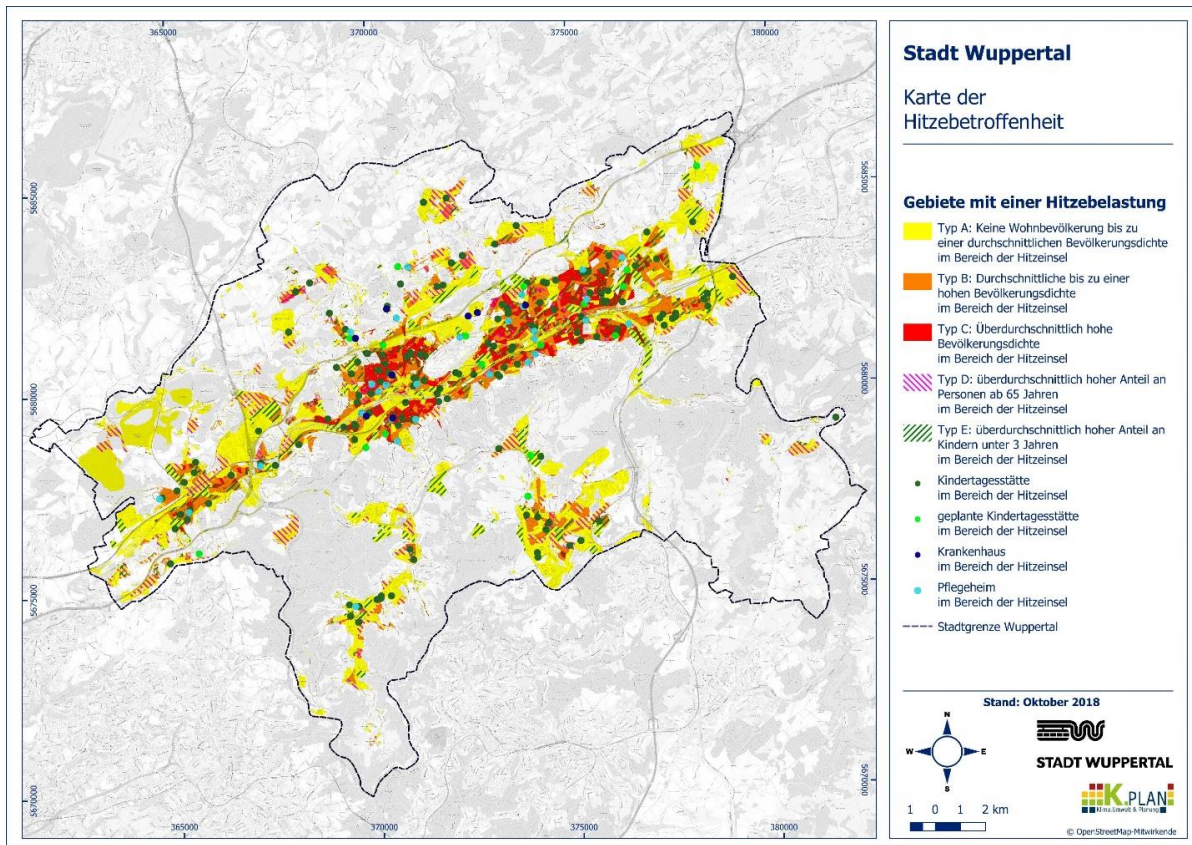 365000
370000
375000
380000
5685000
5680000
5675000
5670000
5685000
5680000
5675000
5670000
365000
370000
375000
380000
Stadt Wuppertal
Karte der
Hitzebetroffenheit
Gebiete mit einer Hitzebelastung
Typ A: Keine Wohnbevölkerung bis zu
einer durchschnittlichen Bevölkerungsdichte
im Bereich der Hitzeinsel
Typ B: Durchschnittliche bis zu einer
hohen Bevölkerungsdichte
im Bereich der Hitzeinsel
Typ C: Überdurchschnittlich hohe
Bevölkerungsdichte
im Bereich der Hitzeinsel
Typ D: überdurchschnittlich hoher Anteil an
Personen ab 65 Jahren
im Bereich der Hitzeinsel
Typ E: überdurchschnittlich hoher Anteil an
Kindern unter 3 Jahren
im Bereich der Hitzeinsel
Kindertagesstätte
im Bereich der Hitzeinsel
geplante Kindertagesstätte
im Bereich der Hitzeinsel
Krankenhaus
im Bereich der Hitzeinsel
Pflegeheim
im Bereich der Hitzeinsel
Stadtgrenze Wuppertal
Stand: Oktober 2018
N
W E
S
STADT WUPPERTAL
1 0 1 2 km
K.PLAN
Klima.Umwelt & Planung
© OpenStreetMap-Mitwirkende